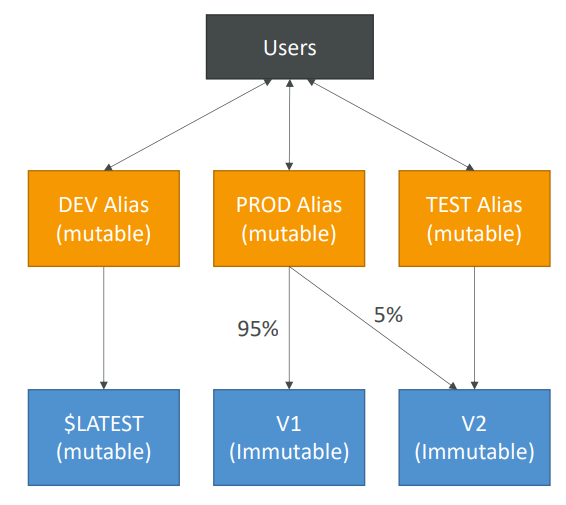 Users
DEV Alias
(mutable)
PROD Alias
(mutable)
TEST Alias
(mutable)
95%
5%
$LATEST
(mutable)
V1
(Immutable)
V2
(Immutable)